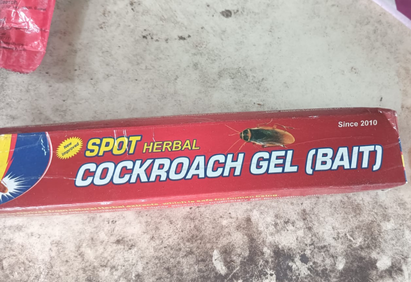 Since 2010
SPOT HERBAL
COCKROACH GEL (BAIT)